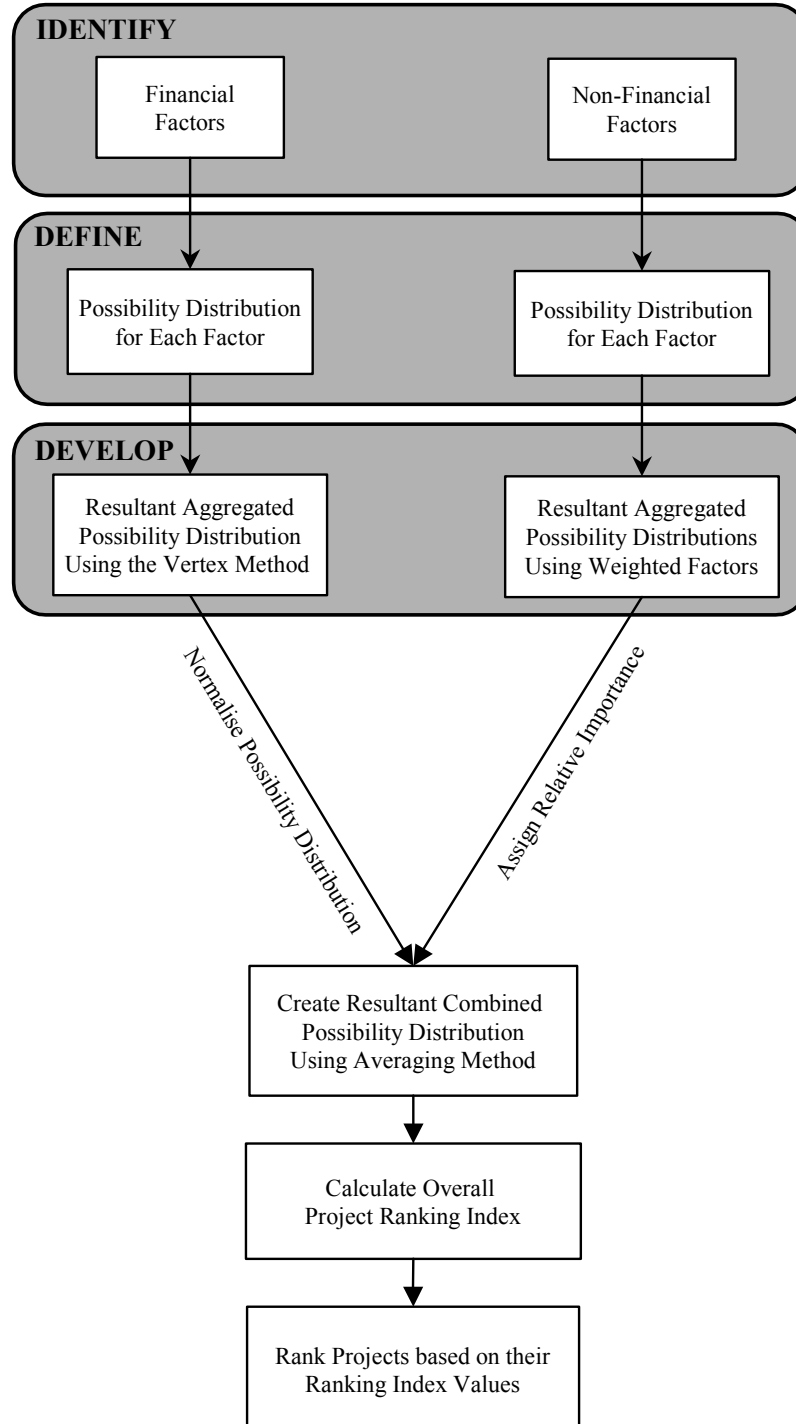 IDENTIFY
Financial
Factors
Non-Financial
Factors
DEFINE
Possibility Distribution
for Each Factor
Possibility Distribution
for Each Factor
DEVELOP
Resultant Aggregated
Possibility Distribution
Using the Vertex Method
Resultant Aggregated
Possibility Distributions
Using Weighted Factors
Normalise Possibility Distribution
Assign Relative Importance
Create Resultant Combined
Possibility Distribution
Using Averaging Method
Calculate Overall
Project Ranking Index
Rank Projects based on their
Ranking Index Values